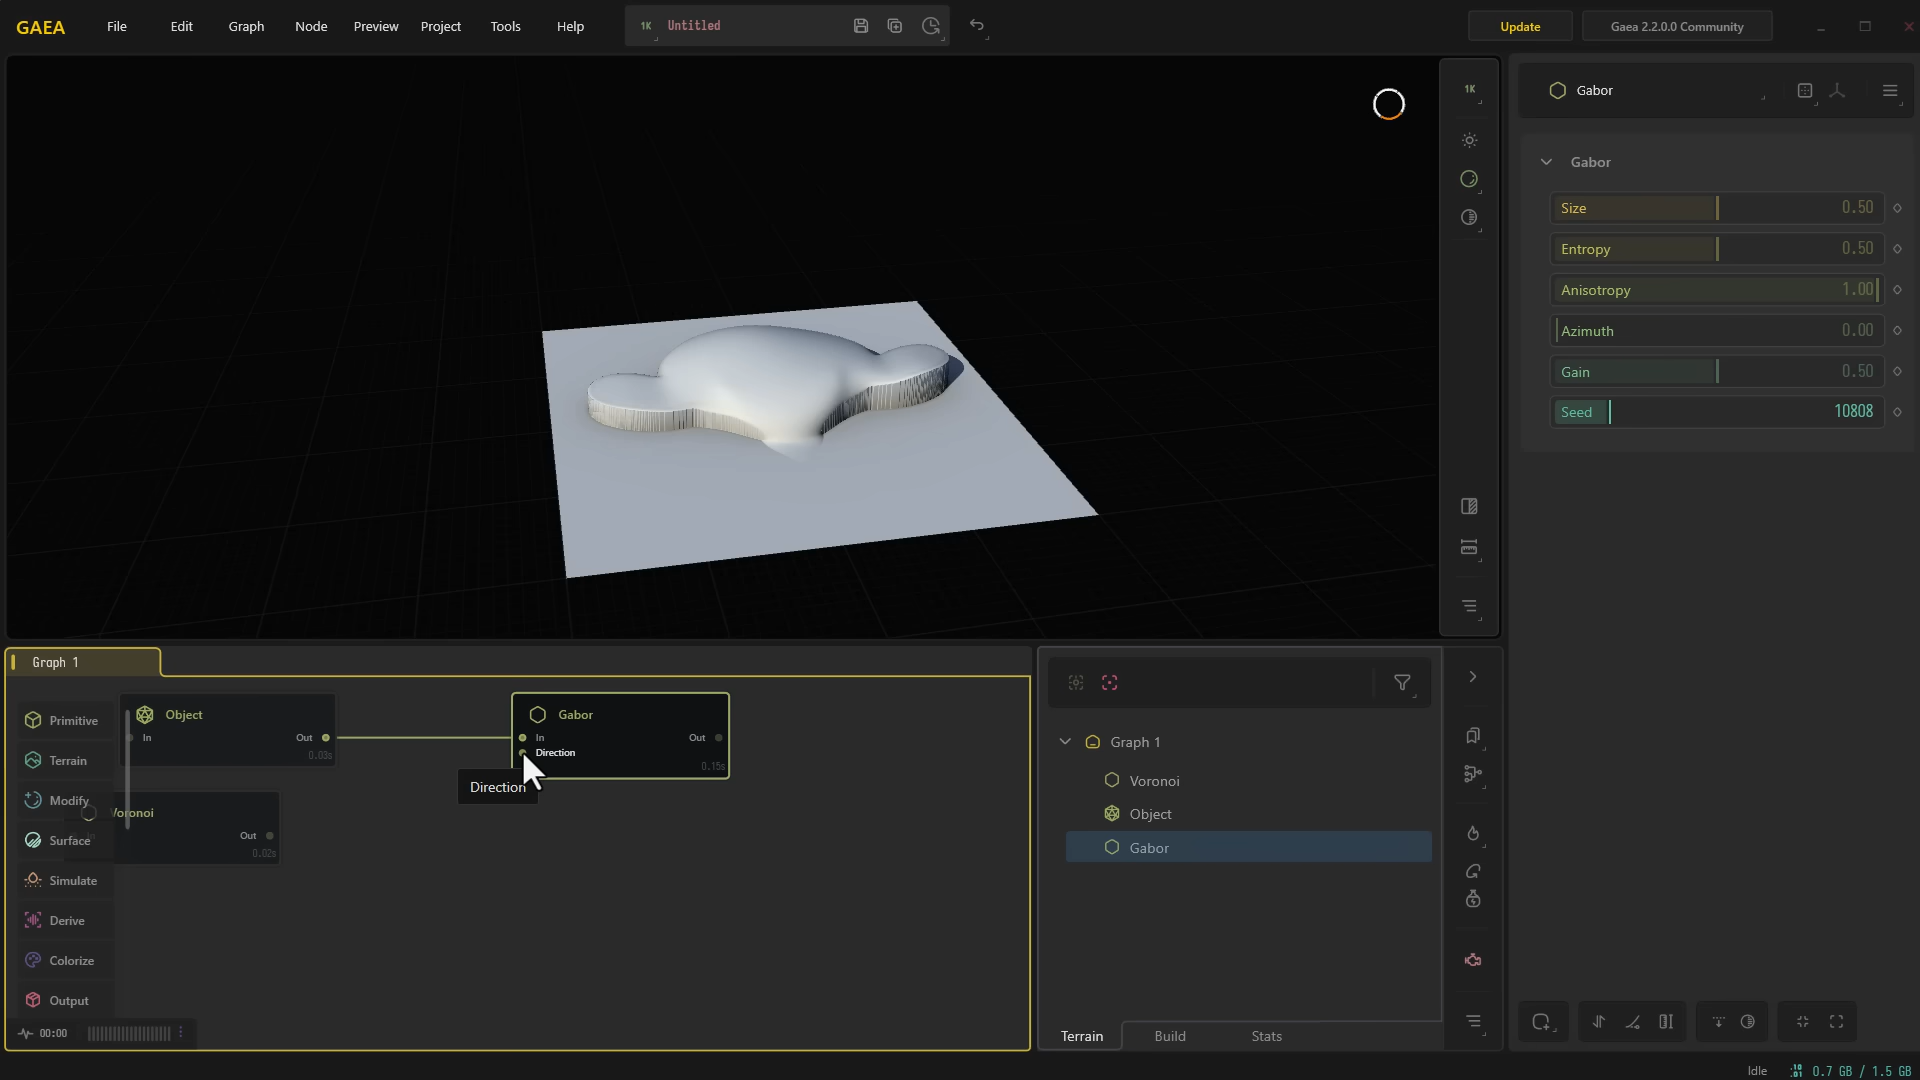 GAEA File Edit Graph Node Preview Project Tools Help 1K Untitled Update Gaea 2.2.0.0 Community
1K
Gabor
Gabor
Size 0.50
Entropy 0.50
Anisotropy 1.00
Azimuth 0.00
Gain 0.50
Seed 10808
Graph 1
Primitive
Terrain
Modify
Surface
Simulate
Derive
Colorize
Output
00:00
Object
In Out
0.03s
Voronoi
In Out
0.02s
Gabor
In Out
Direction
0.15s
Direction
Graph 1
Voronoi
Object
Gabor
Terrain Build Stats
Idle 0.7 GB / 1.5 GB